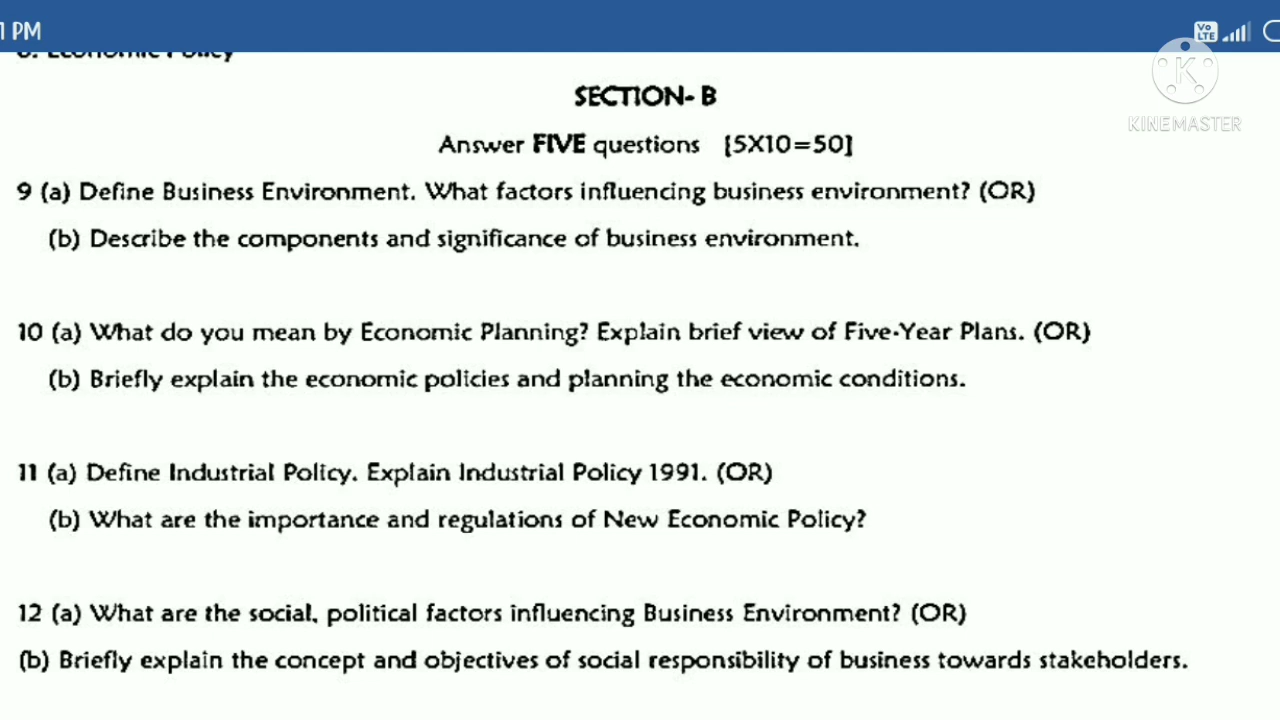 1 PM
Vo LTE
8. Economic Policy
K
KINEMASTER
SECTION- B
Answer FIVE questions [5X10=50]
9 (a) Define Business Environment. What factors influencing business environment? (OR)
(b) Describe the components and significance of business environment.
10 (a) What do you mean by Economic Planning? Explain brief view of Five-Year Plans. (OR)
(b) Briefly explain the economic policies and planning the economic conditions.
11 (a) Define Industrial Policy. Explain Industrial Policy 1991. (OR)
(b) What are the importance and regulations of New Economic Policy?
12 (a) What are the social, political factors influencing Business Environment? (OR)
(b) Briefly explain the concept and objectives of social responsibility of business towards stakeholders.